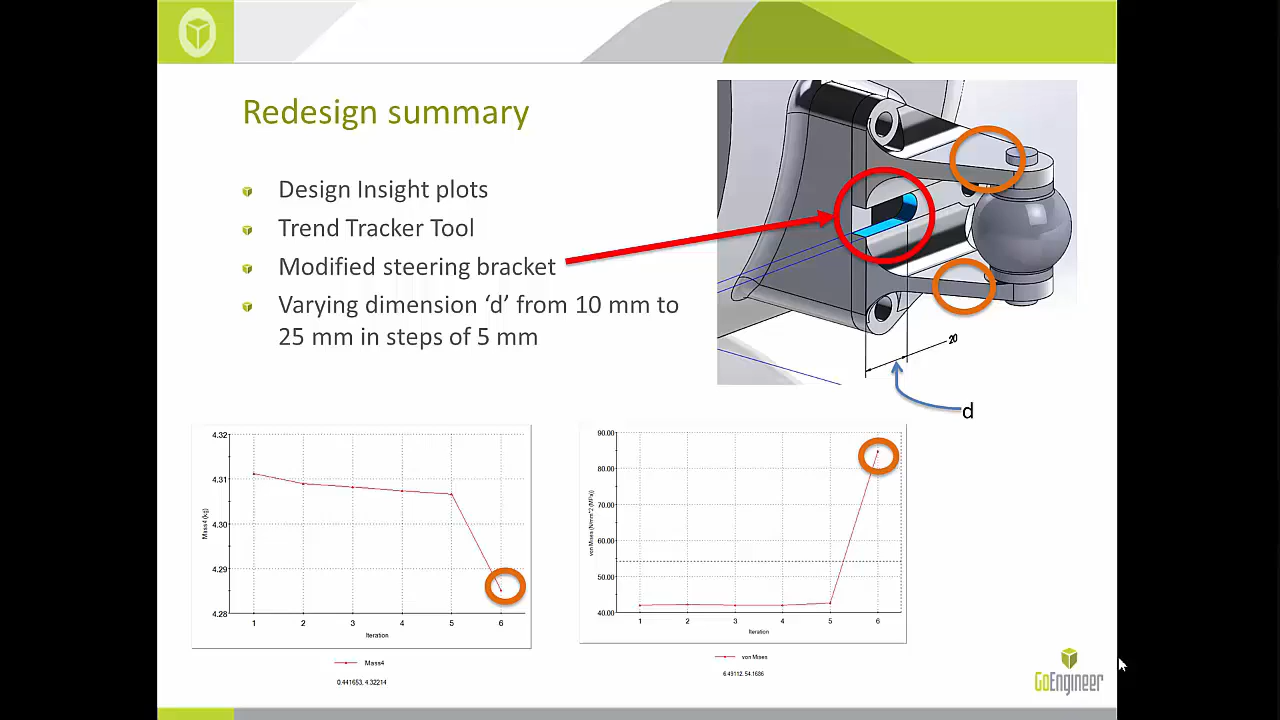 Redesign summary
Design Insight plots
Trend Tracker Tool
Modified steering bracket
Varying dimension ‘d’ from 10 mm to
25 mm in steps of 5 mm
20
d
4.32
4.31
4.30
4.29
4.28
Mass4 (kg)
1 2 3 4 5 6
Iteration
Mass4
0.441653, 4.32214
90.00
80.00
70.00
60.00
50.00
40.00
von Mises (N/mm^2 (MPa))
1 2 3 4 5 6
Iteration
von Mises
6.49112, 54.1686
GoEngineer